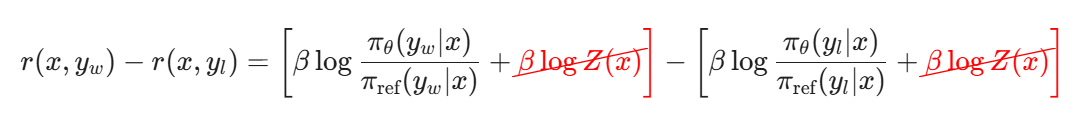 r(x, y_w) − r(x, y_l) = [β log π_θ(y_w|x) / π_ref(y_w|x) + β log Z(x)] − [β log π_θ(y_l|x) / π_ref(y_l|x) + β log Z(x)]